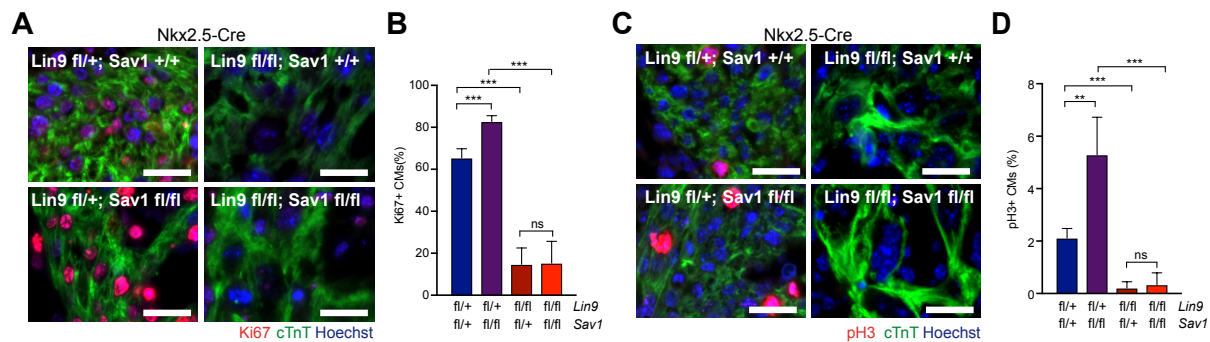 A
Nkx2.5-Cre
Lin9 fl/+; Sav1 +/+
Lin9 fl/fl; Sav1 +/+
Lin9 fl/+; Sav1 fl/fl
Lin9 fl/fl; Sav1 fl/fl
Ki67 cTnT Hoechst
B
Ki67+ CMs(%)
100
80
60
40
20
0
***
***
***
ns
fl/+ fl/+ fl/fl fl/fl Lin9
fl/+ fl/fl fl/+ fl/fl Sav1
C
Nkx2.5-Cre
Lin9 fl/+; Sav1 +/+
Lin9 fl/fl; Sav1 +/+
Lin9 fl/+; Sav1 fl/fl
Lin9 fl/fl; Sav1 fl/fl
pH3 cTnT Hoechst
D
pH3+ CMs (%)
8
6
4
2
0
***
***
**
ns
fl/+ fl/+ fl/fl fl/fl Lin9
fl/+ fl/fl fl/+ fl/fl Sav1